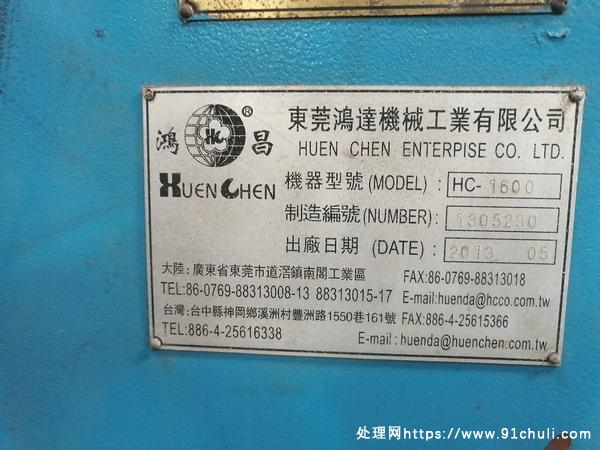 鴻 HC ® 昌
HUEN CHEN
東莞鴻達機械工業有限公司
HUEN CHEN ENTERPISE CO. LTD.
機器型號 (MODEL) : HC-1600
制造編號 (NUMBER) : 1305230
出廠日期 (DATE) : 2013 05
大陸:廣東省東莞市道滘鎮南閣工業區 FAX:86-0769-88313018
TEL:86-0769-88313008-13 88313015-17 E-mail:huenda@hcco.com.tw
台灣:台中縣神岡鄉溪洲村豐洲路1550巷161號 FAX:886-4-25615366
TEL:886-4-25616338 E-mail:huenda@huenchen.com.tw
处理网https://www.91chuli.com